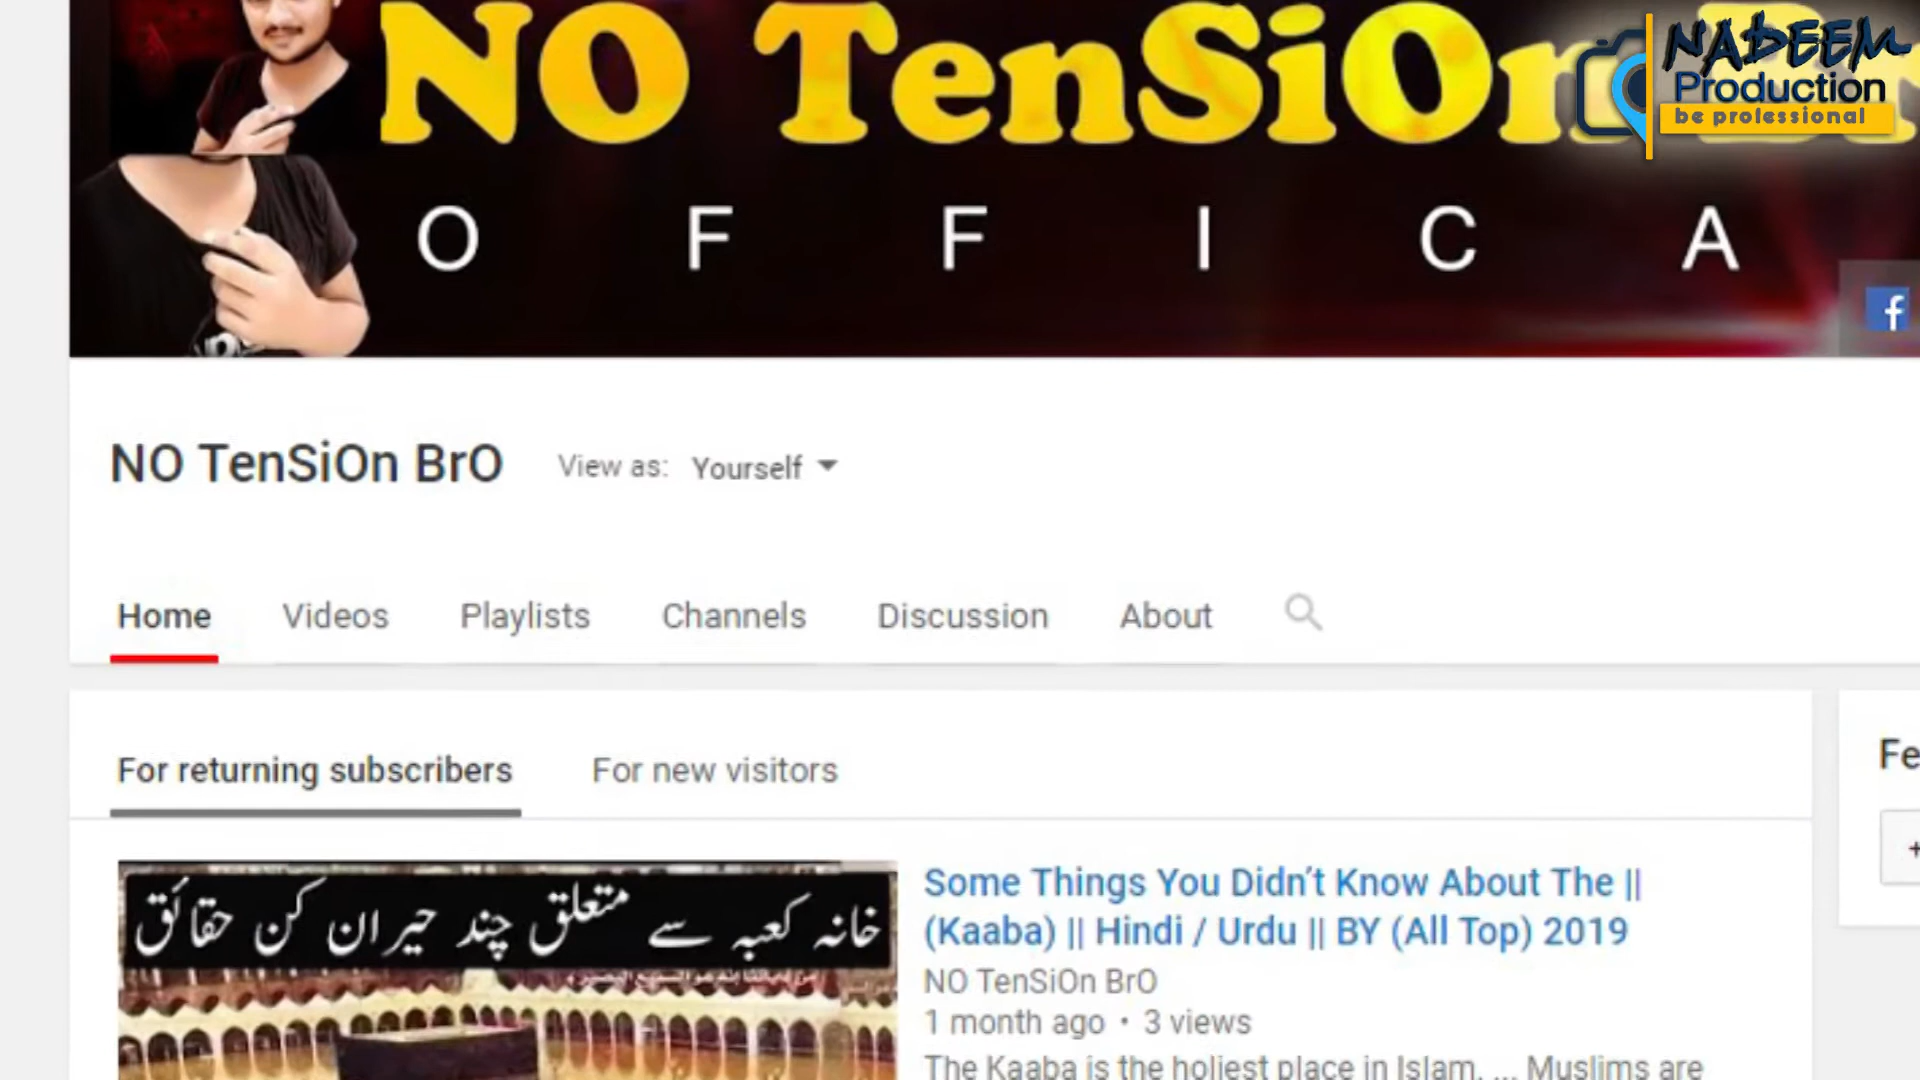 NO TenSiOn
NADEEM
Production
be professional
O F F I C A
NO TenSiOn BrO
View as: Yourself
Home Videos Playlists Channels Discussion About
Fe
For returning subscribers For new visitors
+
خانہ کعبہ سے متعلق چند حیران کن حقائق
Some Things You Didn’t Know About The ||
(Kaaba) || Hindi / Urdu || BY (All Top) 2019
NO TenSiOn BrO
1 month ago • 3 views
The Kaaba is the holiest place in Islam. ... Muslims are